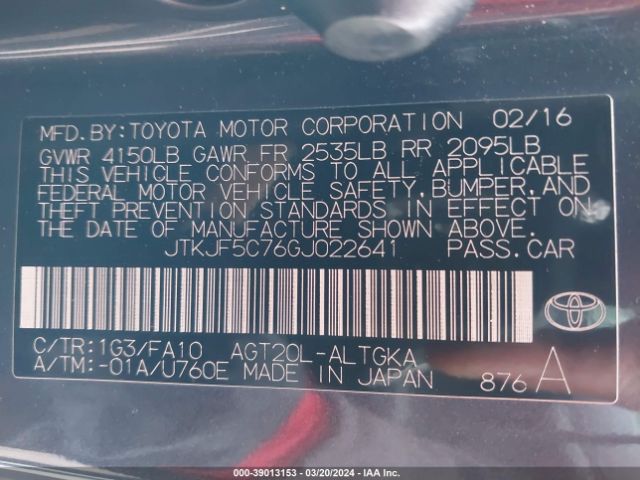 MFD.BY:TOYOTA MOTOR CORPORATION 02/16
GVWR 4150LB GAWR FR 2535LB RR 2095LB
THIS VEHICLE CONFORMS TO ALL APPLICABLE
FEDERAL MOTOR VEHICLE SAFETY,BUMPER,AND
THEFT PREVENTION STANDARDS IN EFFECT ON
THE DATE OF MANUFACTURE SHOWN ABOVE.
JTKJF5C76GJ022641 PASS.CAR
C/TR:1G3/FA10 AGT20L-ALTGKA
A/TM:-01A/U760E MADE IN JAPAN 876 A
000-39013153 - 03/20/2024 - IAA Inc.